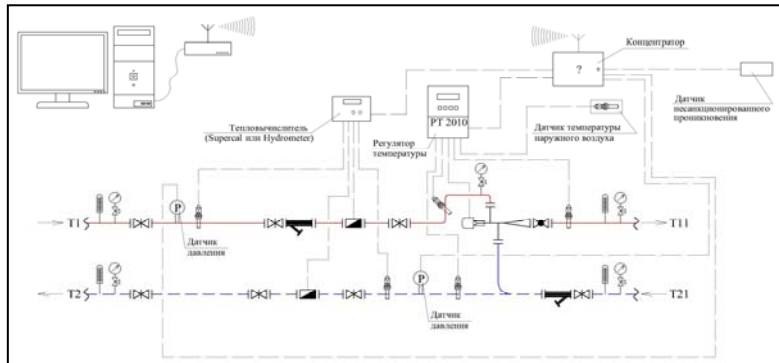 Концентратор
?
Датчик
несанкционированного
проникновения
Тепловычислитель
(Supercal или Hydrometer)
РТ 2010
Регулятор
температуры
Датчик температуры
наружного воздуха
Т1
Р
Датчик
давления
Т11
Т2
Р
Датчик
давления
Т21